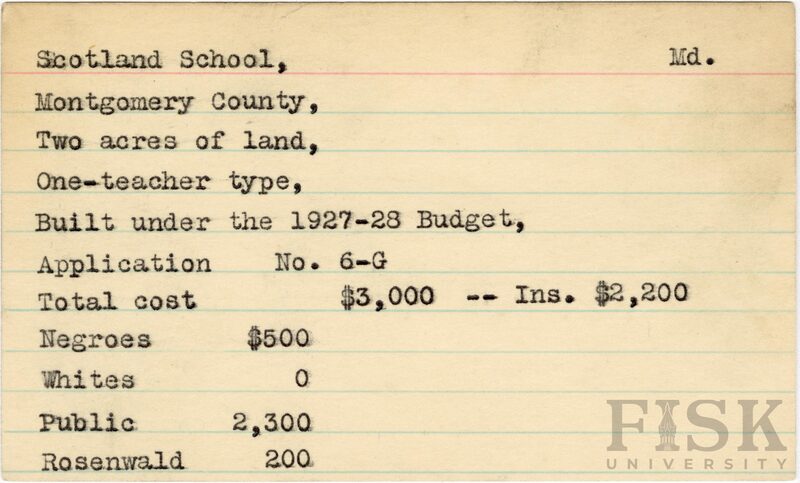 Scotland School, Md.
Montgomery County,
Two acres of land,
One-teacher type,
Built under the 1927-28 Budget,
Application No. 6-G
Total cost $3,000 -- Ins. $2,200
Negroes $500
Whites 0
Public 2,300
Rosenwald 200
FISK
UNIVERSITY